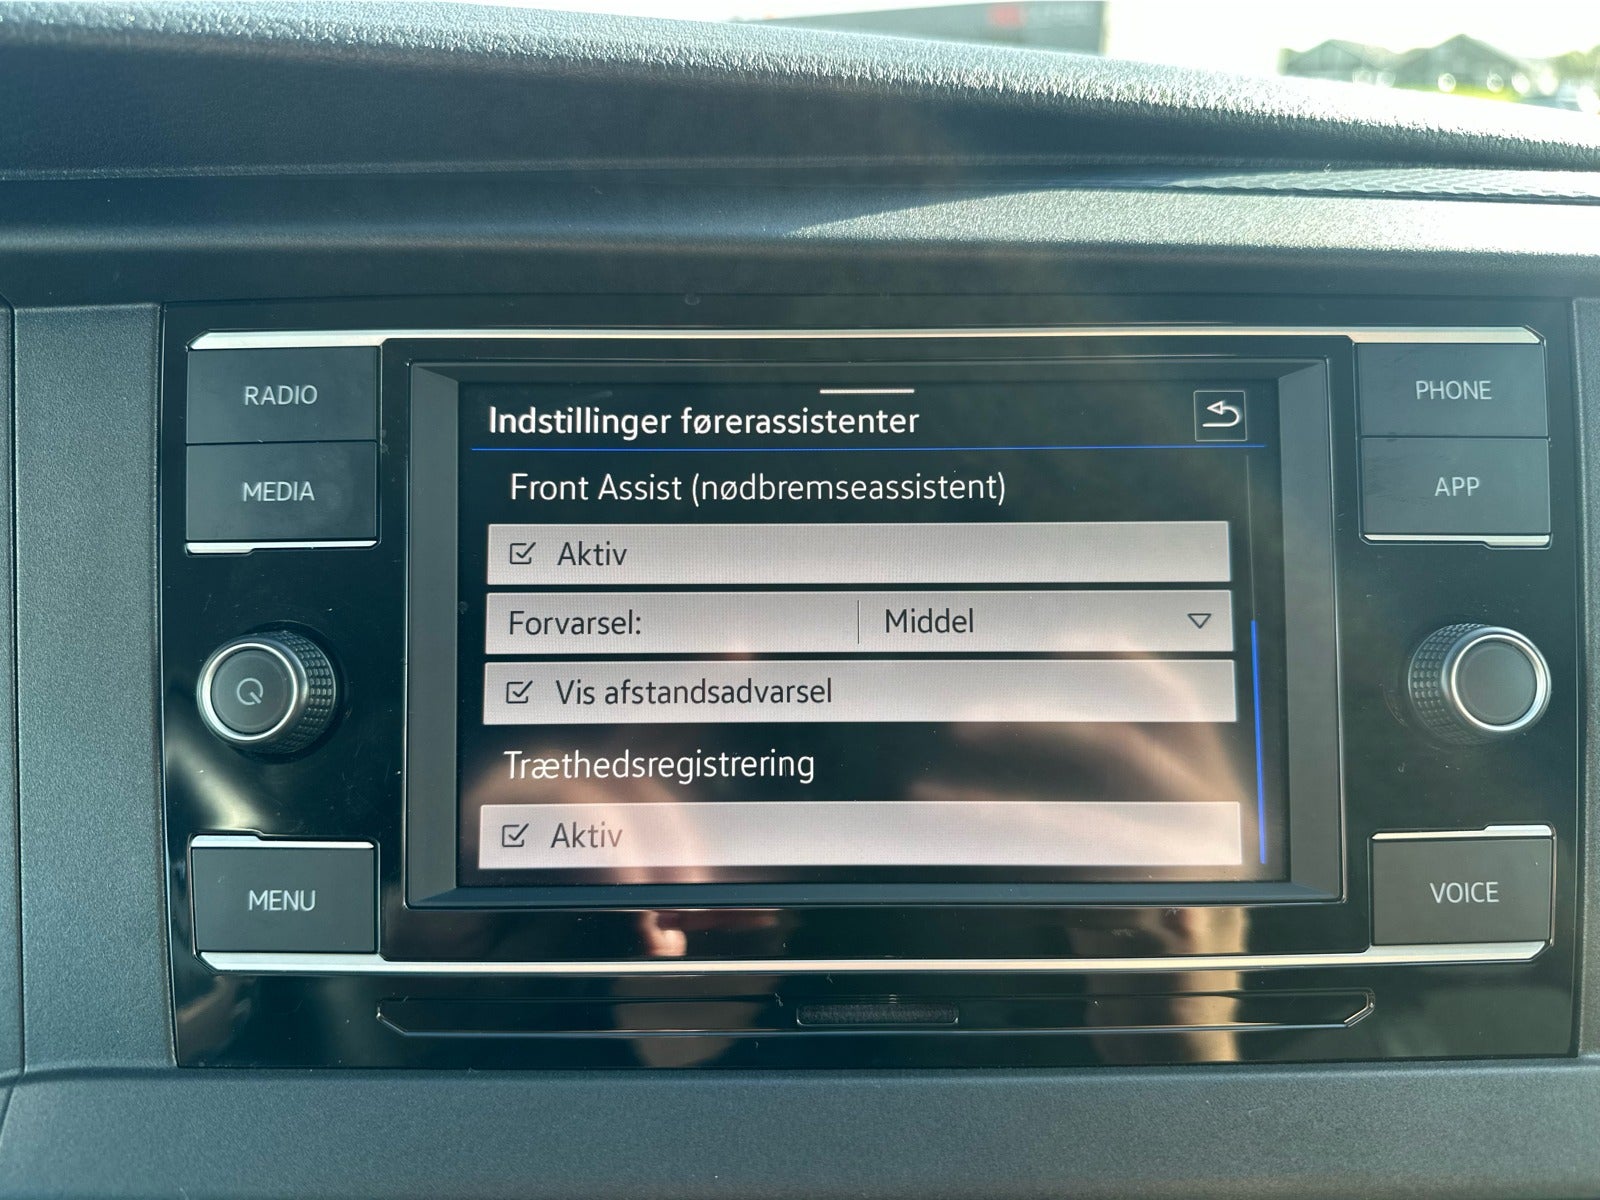 RADIO
MEDIA
MENU
Indstillinger førerassistenter
Front Assist (nødbremseassistent)
Aktiv
Forvarsel: Middel
Vis afstandsadvarsel
Træthedsregistrering
Aktiv
PHONE
APP
VOICE